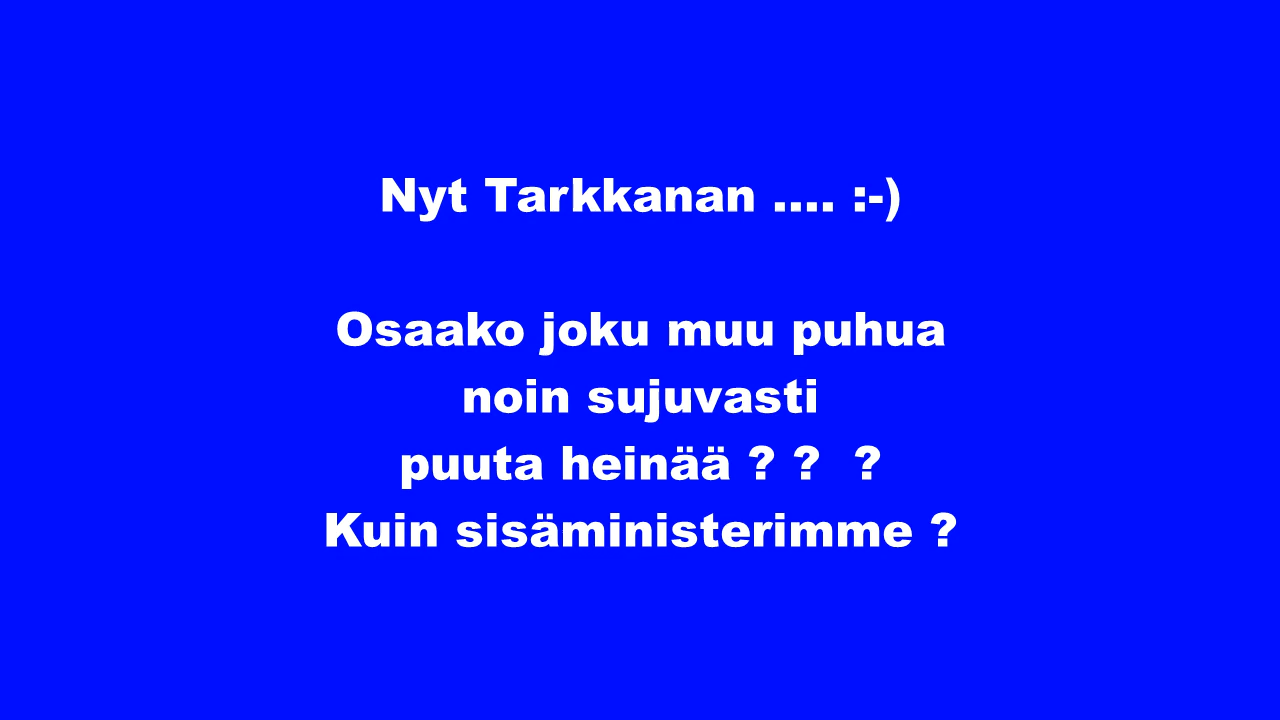 Nyt Tarkkanan .... :-)
Osaako joku muu puhua
noin sujuvasti
puuta heinää ? ?  ?
Kuin sisäministerimme ?